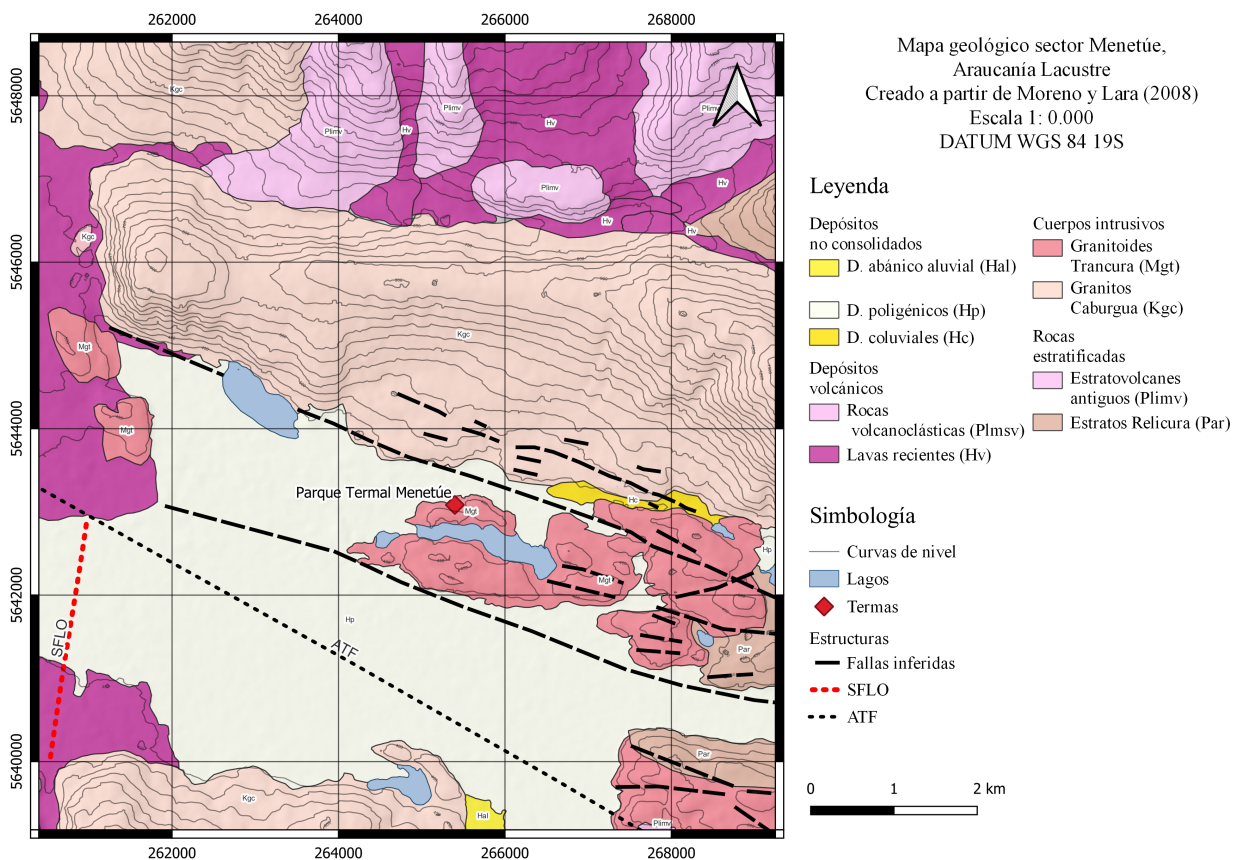 262000
264000
266000
268000
5648000
5646000
5644000
5642000
5640000
Kgc
Plimv
Hv
Plimv
Hv
Plimv
Plimv
Hv
Hv
Hv
Kgc
Kgc
Mgt
Mgt
Parque Termal Menetúe
Mgt
Hc
Hp
Mgt
Hp
SFLO
ATF
Par
Par
Kgc
Hal
Plimv
262000
264000
266000
268000
Mapa geológico sector Menetúe,
Araucanía Lacustre
Creado a partir de Moreno y Lara (2008)
Escala 1: 0.000
DATUM WGS 84 19S
Leyenda
Depósitos
no consolidados
D. abánico aluvial (Hal)
D. poligénicos (Hp)
D. coluviales (Hc)
Depósitos
volcánicos
Rocas
volcanoclásticas (Plmsv)
Lavas recientes (Hv)
Cuerpos intrusivos
Granitoides
Trancura (Mgt)
Granitos
Caburgua (Kgc)
Rocas
estratificadas
Estratovolcanes
antiguos (Plimv)
Estratos Relicura (Par)
Simbología
Curvas de nivel
Lagos
Termas
Estructuras
Fallas inferidas
SFLO
ATF
0 1 2 km